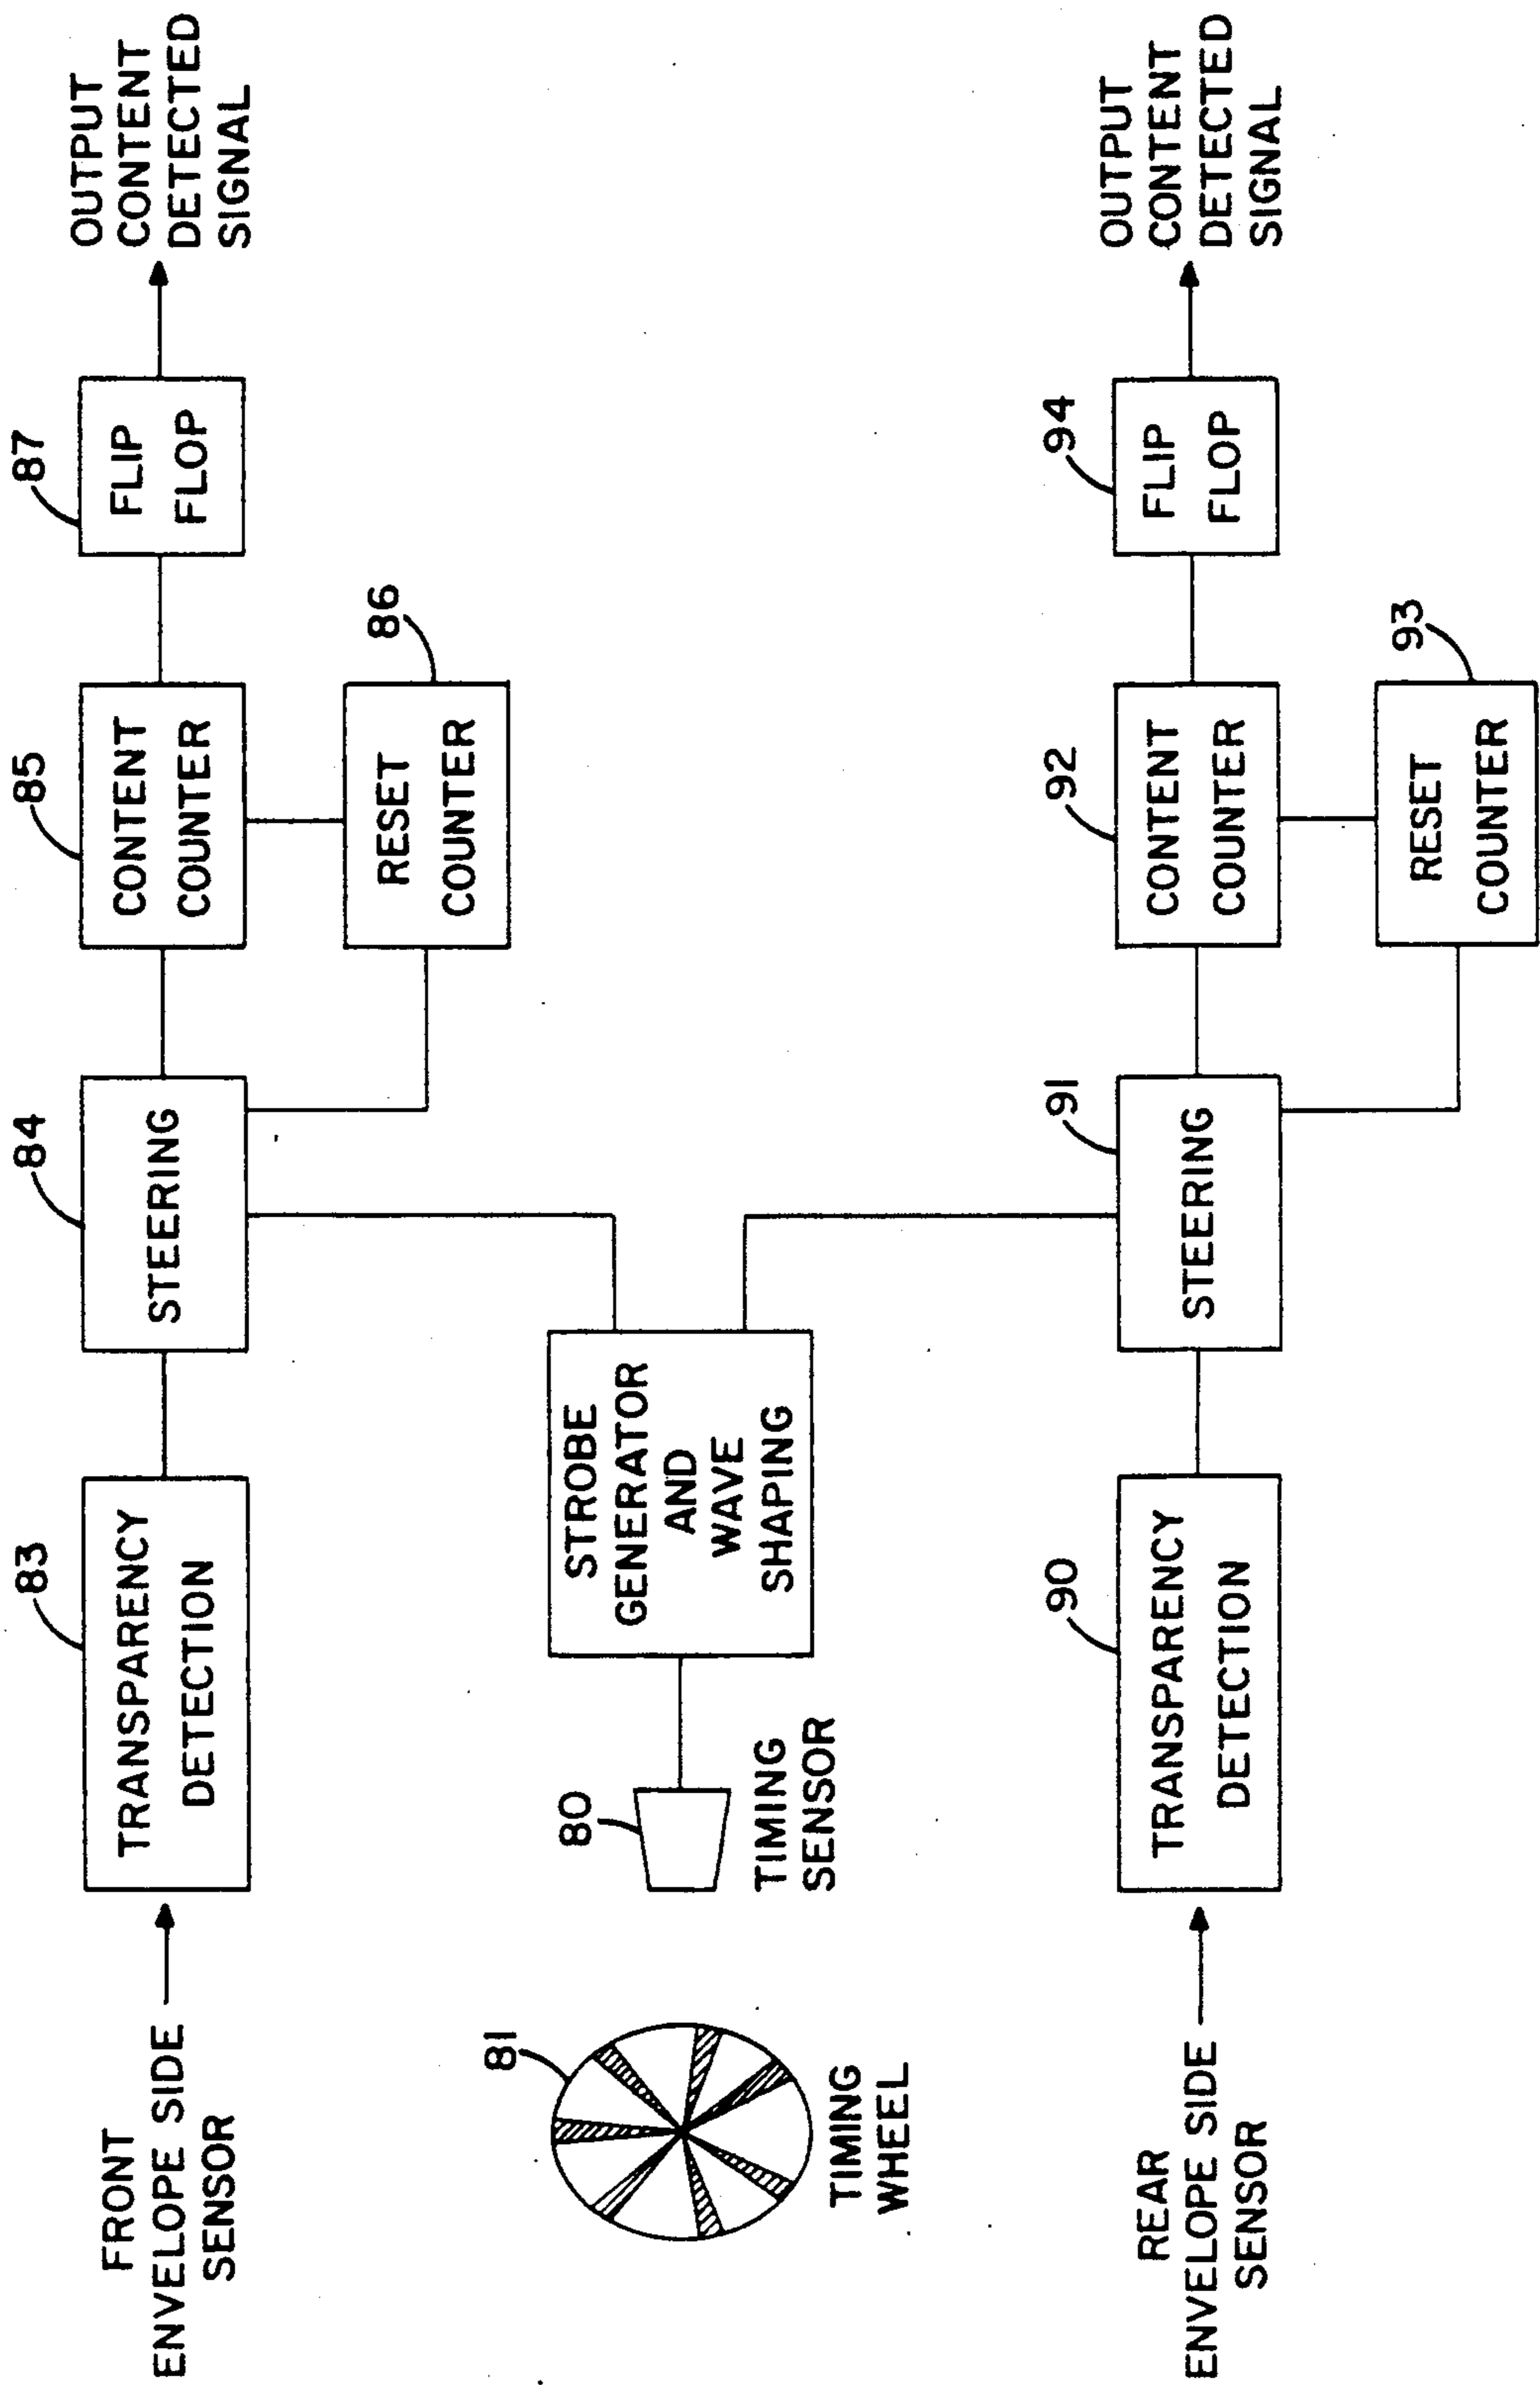 FRONT
ENVELOPE SIDE
SENSOR
83
TRANSPARENCY
DETECTION
84
STEERING
85
CONTENT
COUNTER
86
RESET
COUNTER
87
FLIP
FLOP
OUTPUT
CONTENT
DETECTED
SIGNAL
81
TIMING
WHEEL
80
TIMING
SENSOR
STROBE
GENERATOR
AND
WAVE
SHAPING
REAR
ENVELOPE SIDE
SENSOR
90
TRANSPARENCY
DETECTION
91
STEERING
92
CONTENT
COUNTER
93
RESET
COUNTER
94
FLIP
FLOP
OUTPUT
CONTENT
DETECTED
SIGNAL